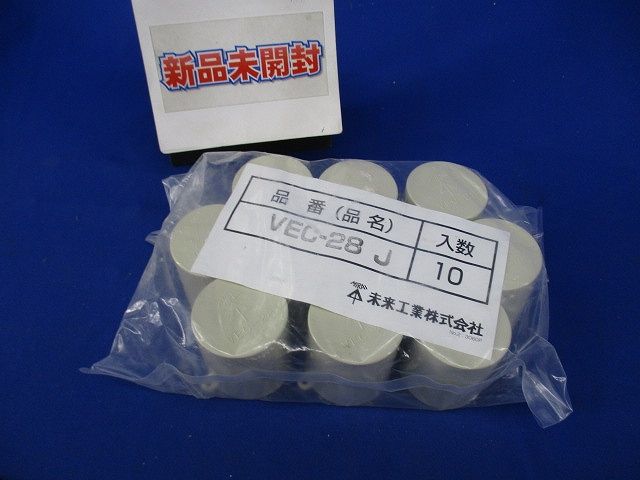 新品未開封
品 番 (品 名)
入数
VEC-28 J
10
未来工業株式会社